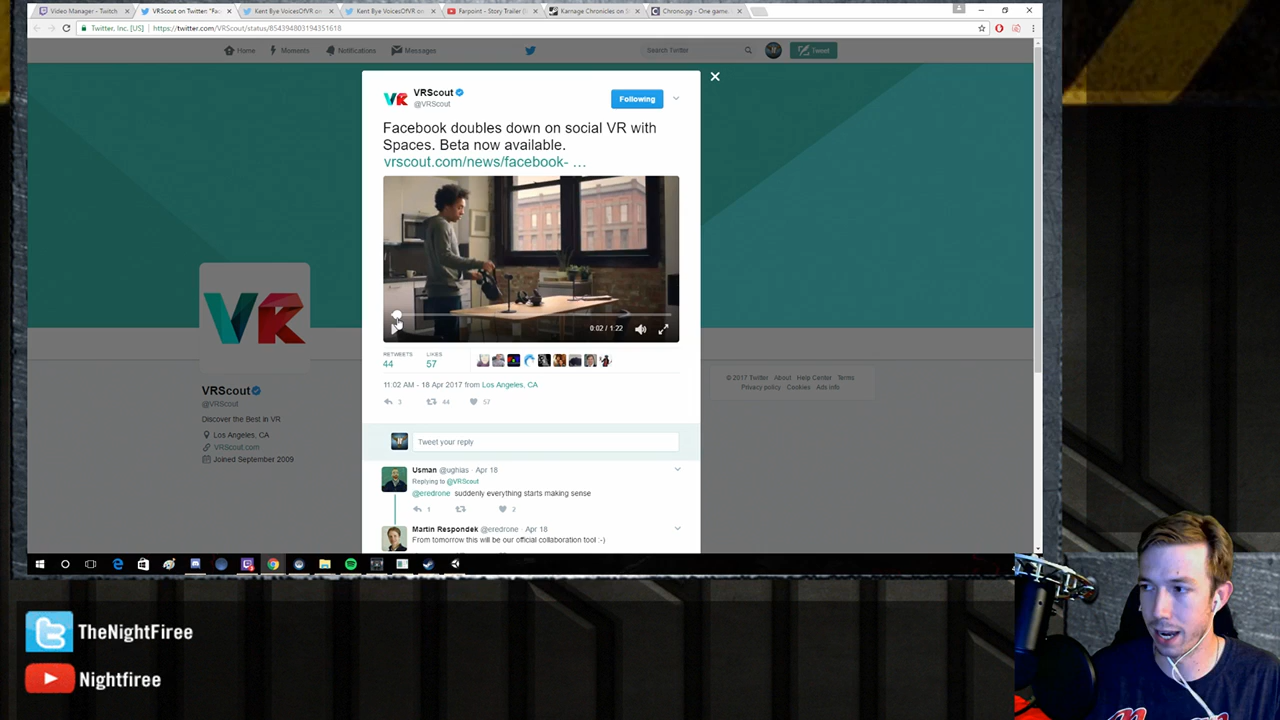 Video Manager - Twitch
VRScout on Twitter: "Fa
Kent Bye VoicesOfVR on
Kent Bye VoicesOfVR on
Farpoint - Story Trailer
Karnage Chronicles on S
Chrono.gg - One game.
Twitter, Inc. [US]
https://twitter.com/VRScout/status/854394803194351618
Home
Moments
Notifications
Messages
Search Twitter
Tweet
VRScout
@VRScout
Following
Facebook doubles down on social VR with
Spaces. Beta now available.
vrscout.com/news/facebook- …
0:02 / 1:22
RETWEETS
44
LIKES
57
11:02 AM - 18 Apr 2017 from Los Angeles, CA
3
44
57
Tweet your reply
Usman @ughias · Apr 18
Replying to @VRScout
@eredrone suddenly everything starts making sense
1
2
Martin Respondek @eredrone · Apr 18
From tomorrow this will be our official collaboration tool :-)
VR
VRScout
@VRScout
Discover the Best in VR
Los Angeles, CA
VRScout.com
Joined September 2009
© 2017 Twitter About Help Center Terms
Privacy policy Cookies Ads info
TheNightFiree
Nightfiree